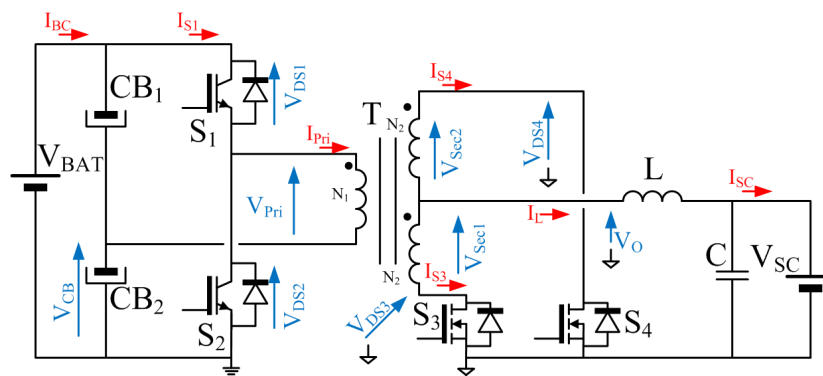 I_BC
I_S1
CB_1
S_1
V_DS1
V_BAT
I_Pri
T
N_2
I_S4
V_Sec2
V_DS4
V_Pri
N_1
L
I_L
I_SC
V_O
V_CB
CB_2
S_2
V_DS2
N_2
V_Sec1
I_S3
V_DS3
S_3
S_4
C
V_SC